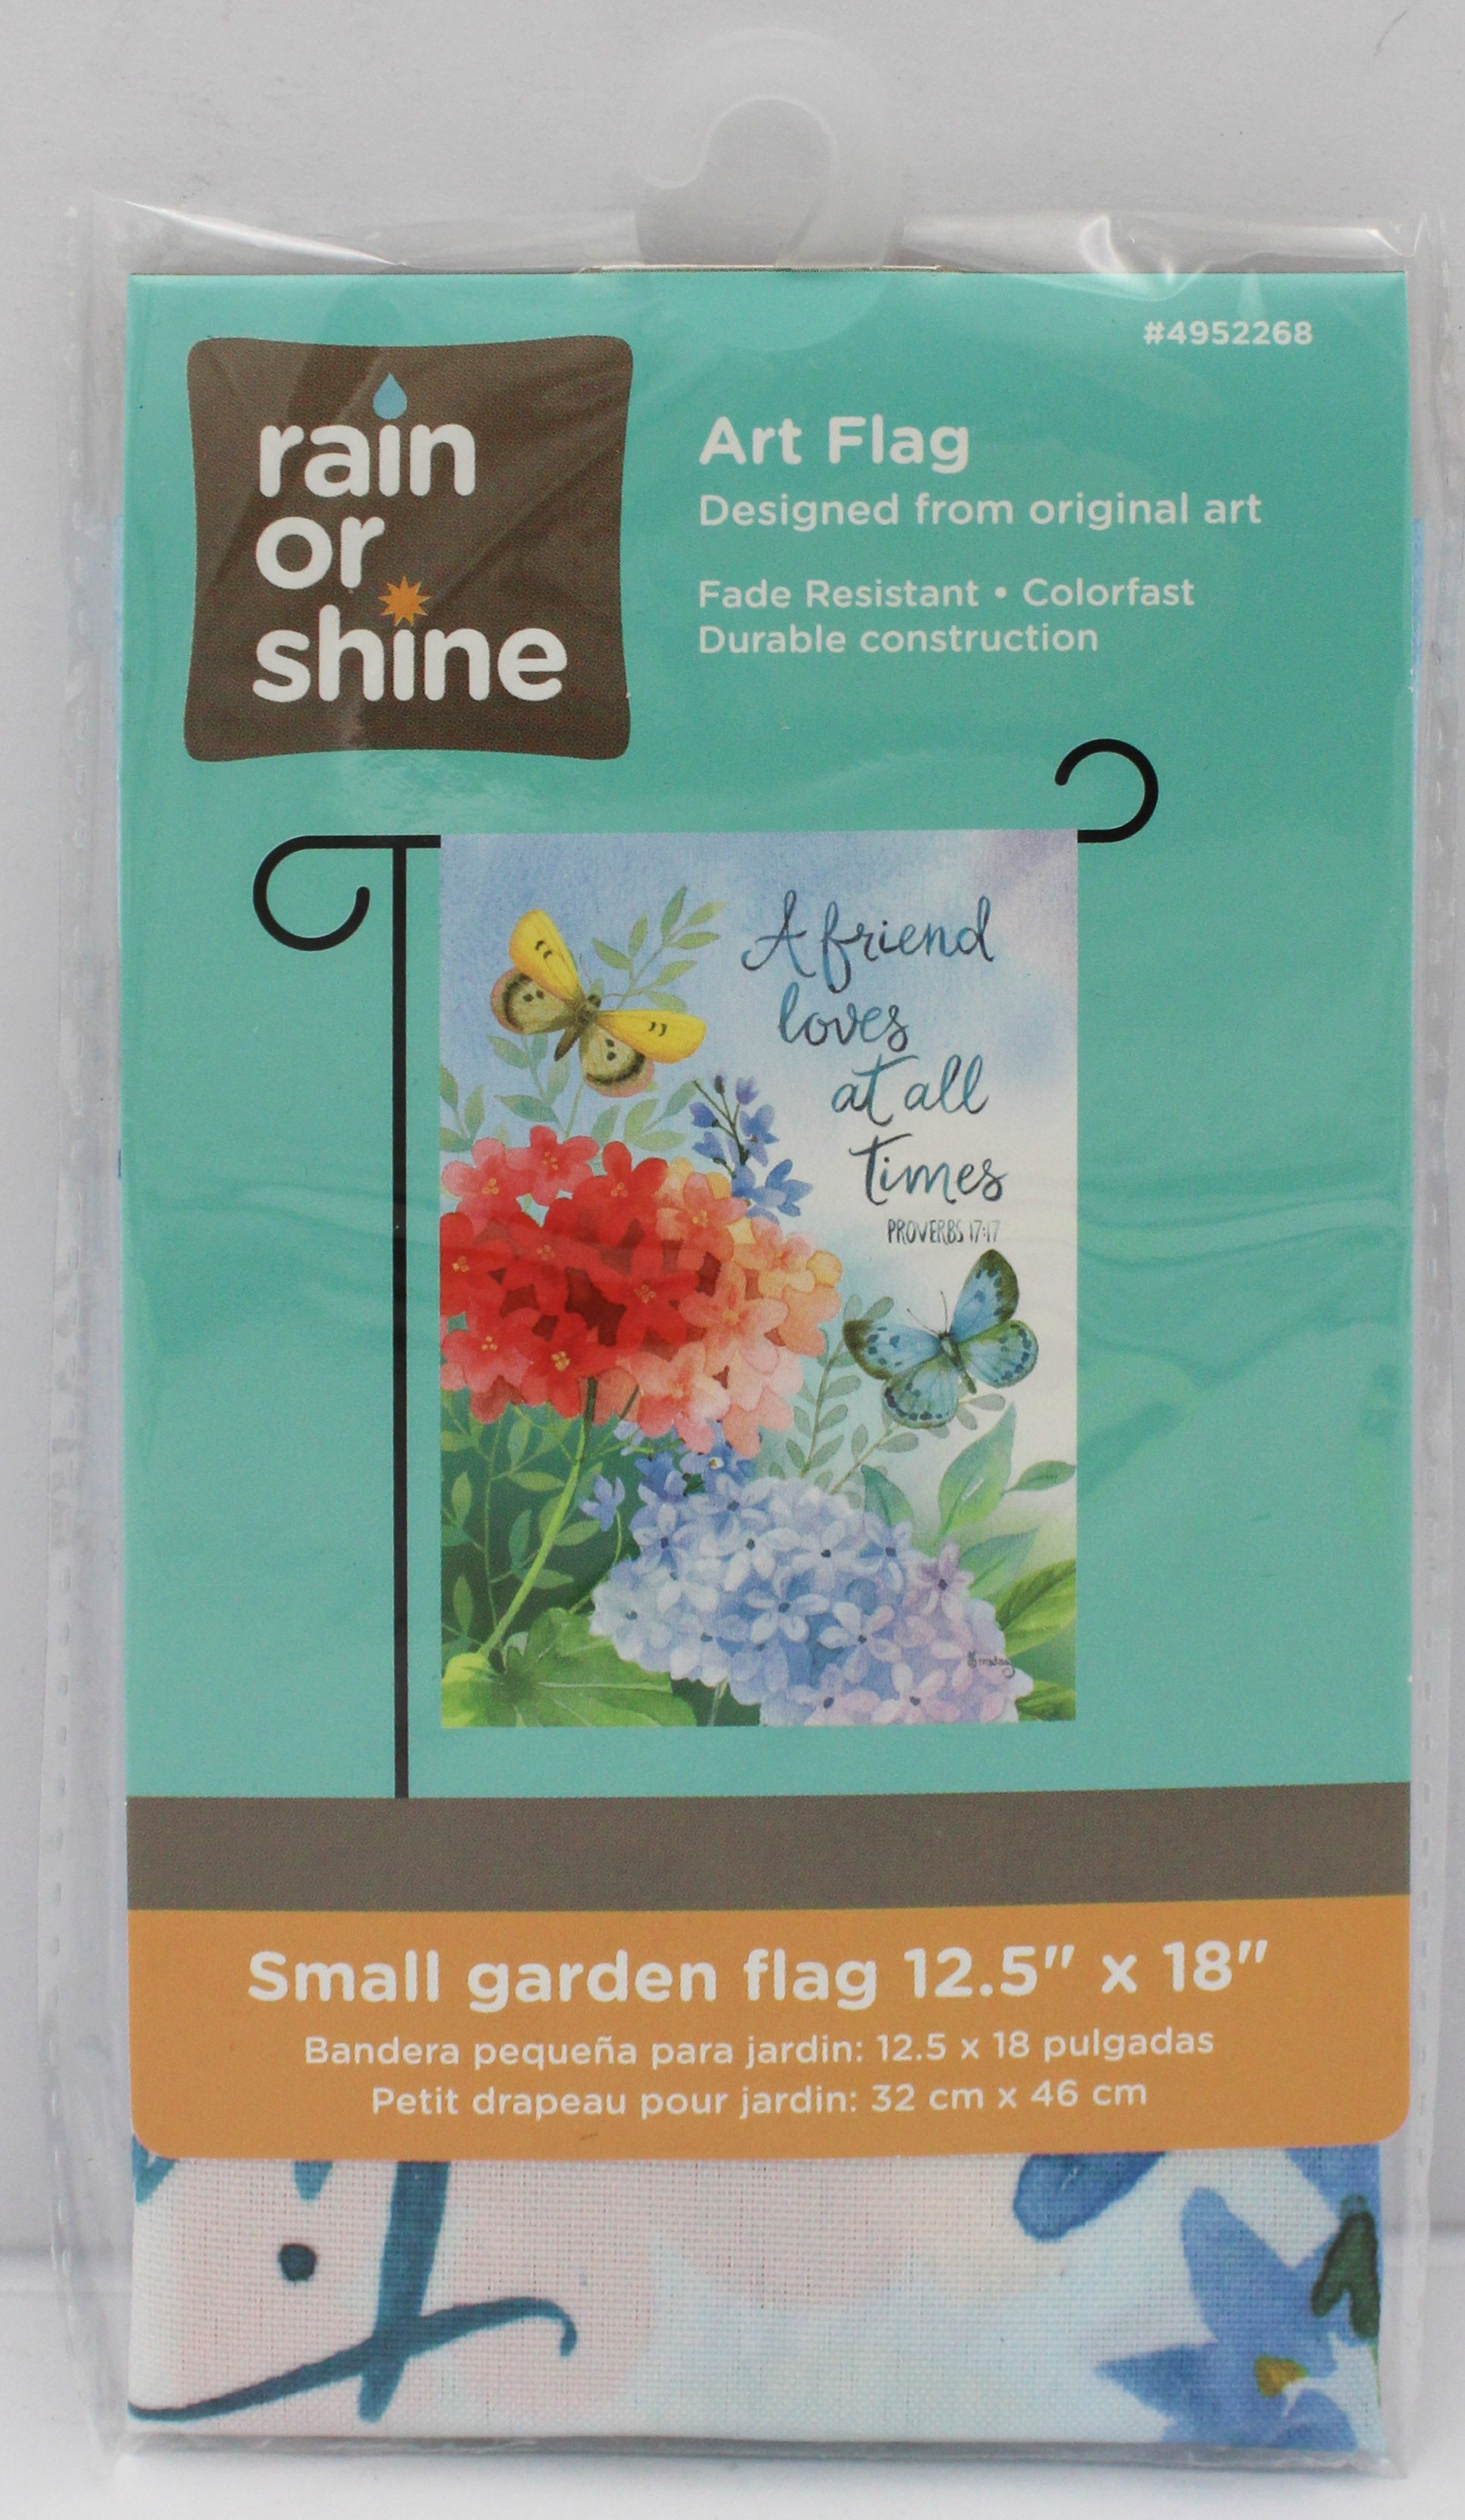 #4952268
rain
or
shine
Art Flag
Designed from original art
Fade Resistant • Colorfast
Durable construction
A friend
loves
at all
times
PROVERBS 17:17
Small garden flag 12.5" x 18"
Bandera pequeña para jardin: 12.5 x 18 pulgadas
Petit drapeau pour jardin: 32 cm x 46 cm